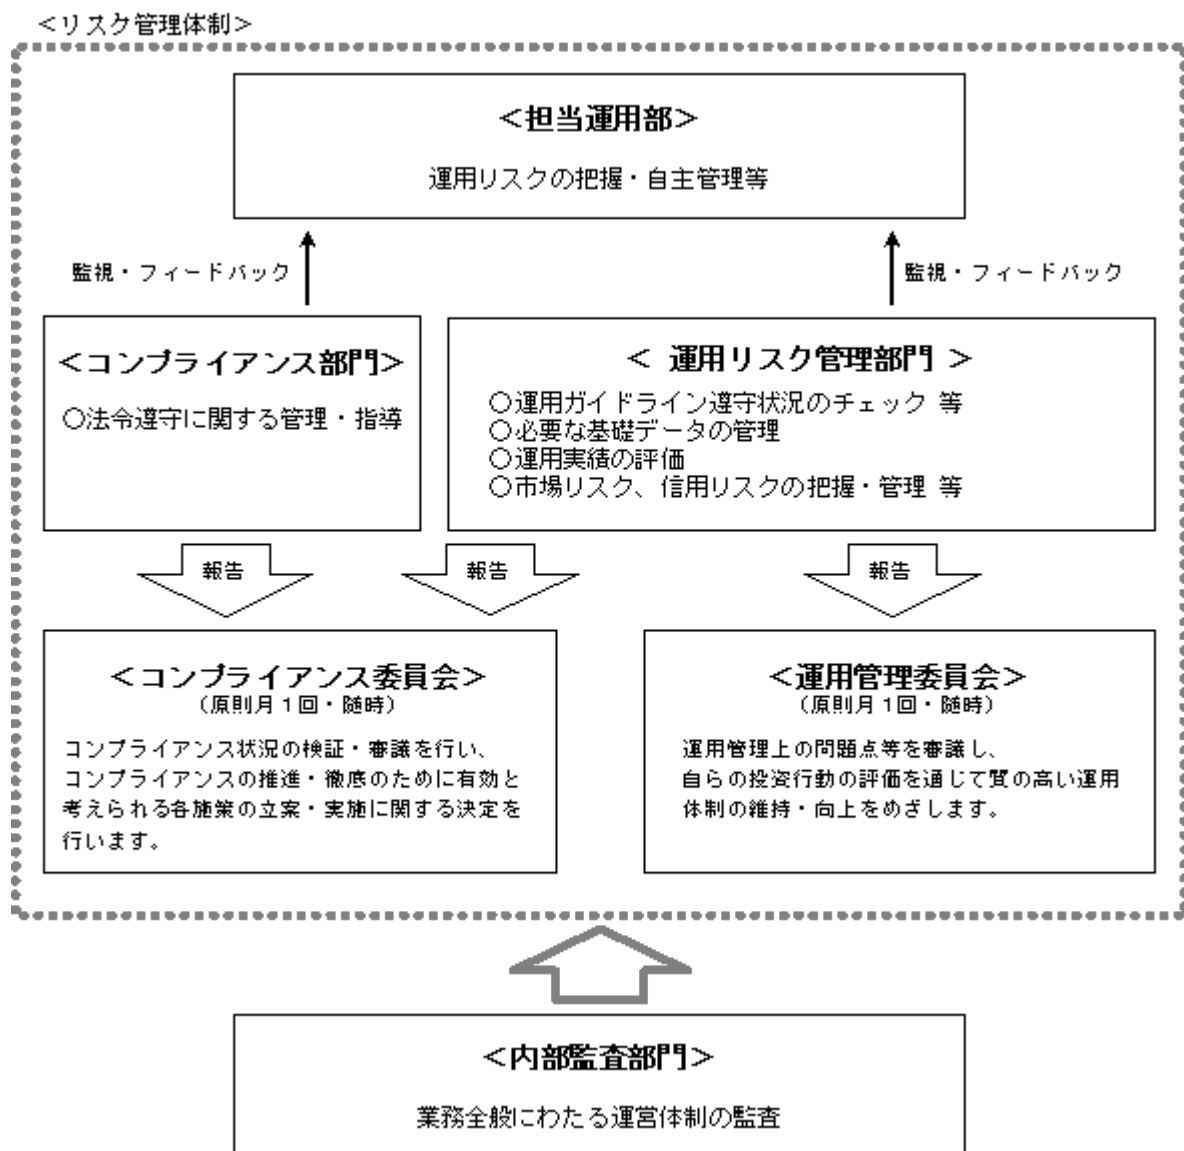 ＜リスク管理体制＞
＜担当運用部＞
運用リスクの把握・自主管理等
監視・フィードバック
監視・フィードバック
＜コンプライアンス部門＞
○法令遵守に関する管理・指導
＜ 運用リスク管理部門 ＞
○運用ガイドライン遵守状況のチェック 等
○必要な基礎データの管理
○運用実績の評価
○市場リスク、信用リスクの把握・管理 等
報告
報告
報告
＜コンプライアンス委員会＞
（原則月１回・随時）
コンプライアンス状況の検証・審議を行い、
コンプライアンスの推進・徹底のために有効と
考えられる各施策の立案・実施に関する決定を
行います。
＜運用管理委員会＞
（原則月１回・随時）
運用管理上の問題点等を審議し、
自らの投資行動の評価を通じて質の高い運用
体制の維持・向上をめざします。
＜内部監査部門＞
業務全般にわたる運営体制の監査